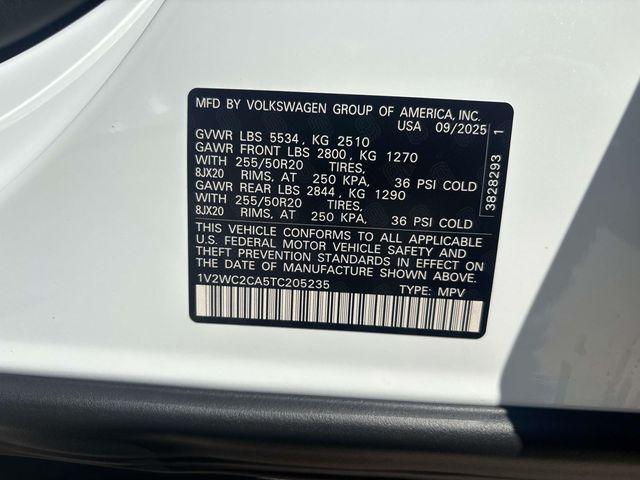 MFD BY VOLKSWAGEN GROUP OF AMERICA, INC.
USA 09/2025
GVWR LBS 5534, KG 2510
GAWR FRONT LBS 2800, KG 1270
WITH 255/50R20 TIRES,
8JX20 RIMS, AT 250 KPA, 36 PSI COLD
GAWR REAR LBS 2844, KG 1290
WITH 255/50R20 TIRES,
8JX20 RIMS, AT 250 KPA, 36 PSI COLD
THIS VEHICLE CONFORMS TO ALL APPLICABLE
U.S. FEDERAL MOTOR VEHICLE SAFETY AND
THEFT PREVENTION STANDARDS IN EFFECT ON
THE DATE OF MANUFACTURE SHOWN ABOVE.
1V2WC2CA5TC205235 TYPE: MPV
3828293 1